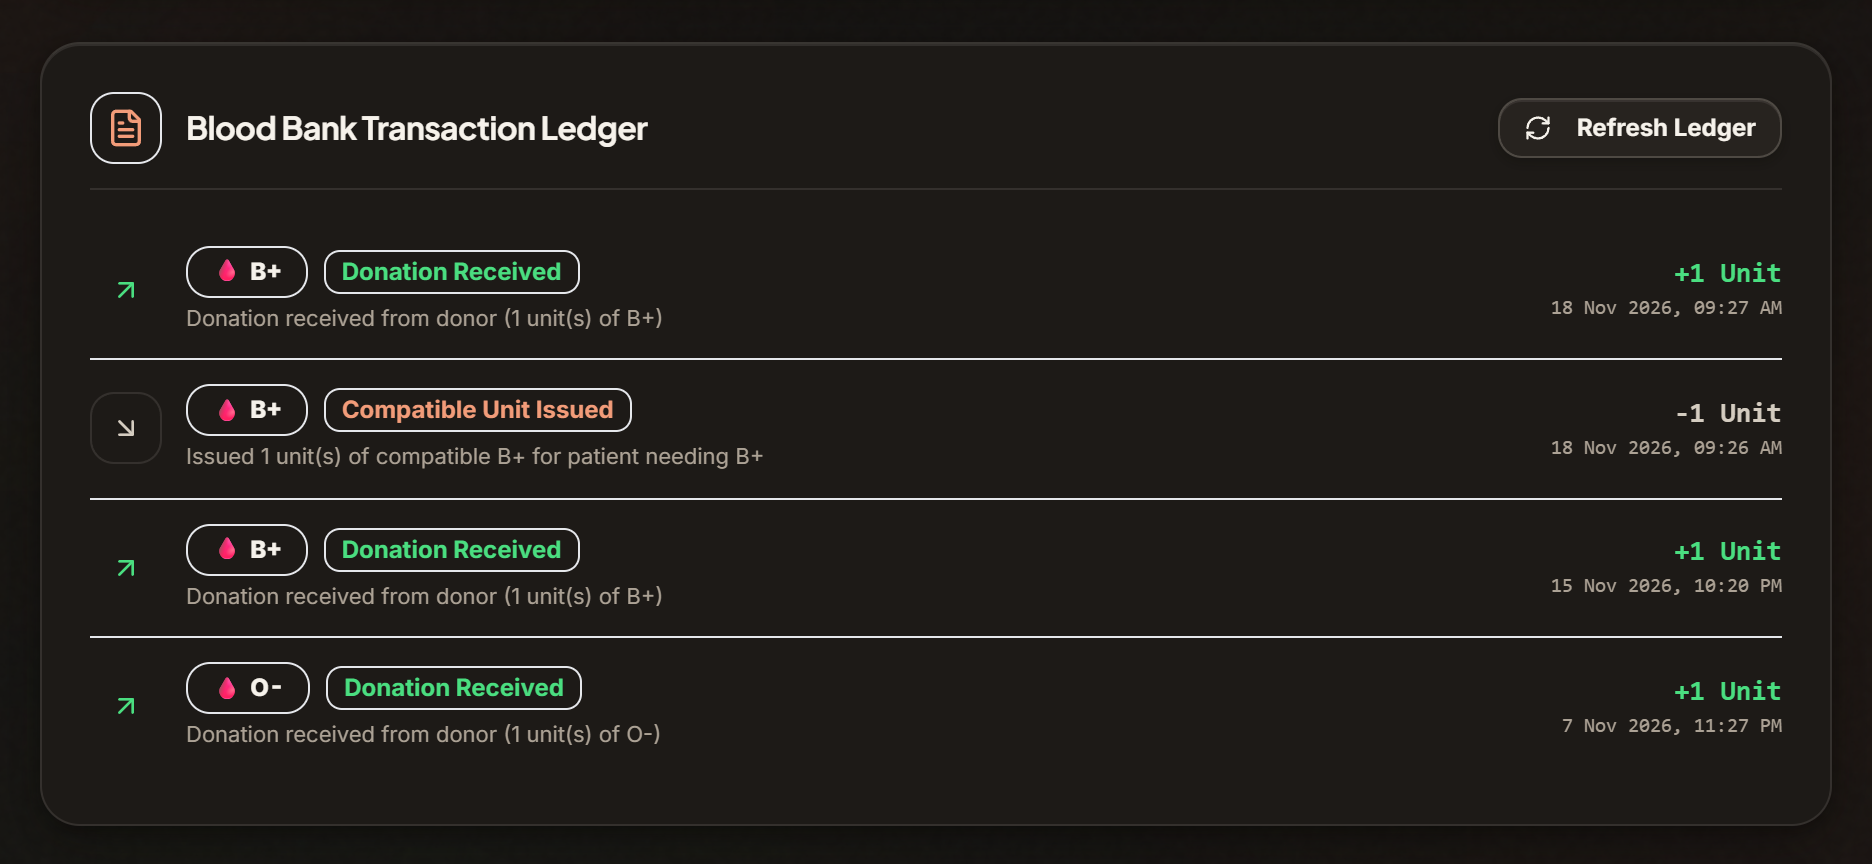 Blood Bank Transaction Ledger
Refresh Ledger
B+ Donation Received
+1 Unit
Donation received from donor (1 unit(s) of B+)
18 Nov 2026, 09:27 AM
B+ Compatible Unit Issued
-1 Unit
Issued 1 unit(s) of compatible B+ for patient needing B+
18 Nov 2026, 09:26 AM
B+ Donation Received
+1 Unit
Donation received from donor (1 unit(s) of B+)
15 Nov 2026, 10:20 PM
O- Donation Received
+1 Unit
Donation received from donor (1 unit(s) of O-)
7 Nov 2026, 11:27 PM